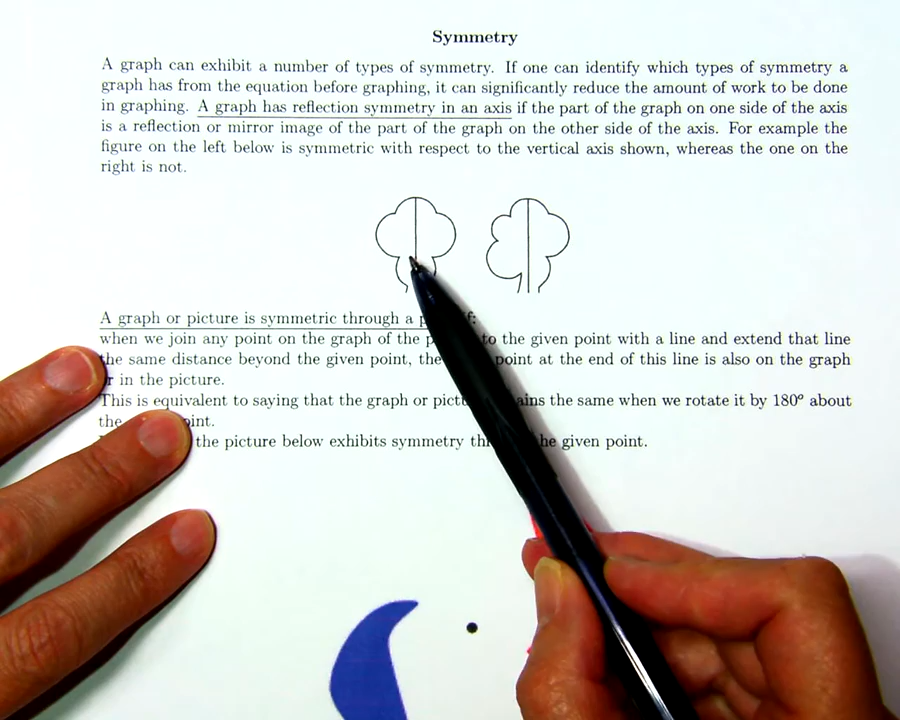 Symmetry
A graph can exhibit a number of types of symmetry. If one can identify which types of symmetry a
graph has from the equation before graphing, it can significantly reduce the amount of work to be done
in graphing. A graph has reflection symmetry in an axis if the part of the graph on one side of the axis
is a reflection or mirror image of the part of the graph on the other side of the axis. For example the
figure on the left below is symmetric with respect to the vertical axis shown, whereas the one on the
right is not.
A graph or picture is symmetric through a
when we join any point on the graph of the to the given point with a line and extend that line
the same distance beyond the given point, the point at the end of this line is also on the graph
in the picture.
This is equivalent to saying that the graph or the same when we rotate it by 180° about
the
the picture below exhibits symmetry the given point.